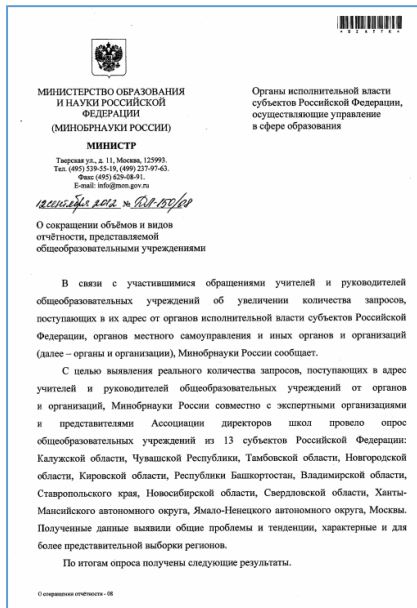 МИНИСТЕРСТВО ОБРАЗОВАНИЯ
И НАУКИ РОССИЙСКОЙ
ФЕДЕРАЦИИ
(МИНОБРНАУКИ РОССИИ)
МИНИСТР
Тверская ул., д. 11, Москва, 125993.
Тел. (495) 539-55-19, (499) 237-97-63.
Факс (495) 629-08-91.
E-mail: info@mon.gov.ru
12 сентября 2012 № ДЛ-150/08
Органы исполнительной власти
субъектов Российской Федерации,
осуществляющие управление
в сфере образования
О сокращении объёмов и видов
отчётности, представляемой
общеобразовательными учреждениями
В связи с участившимися обращениями учителей и руководителей
общеобразовательных учреждений об увеличении количества запросов,
поступающих в их адрес от органов исполнительной власти субъектов Российской
Федерации, органов местного самоуправления и иных органов и организаций
(далее – органы и организации), Минобрнауки России сообщает.
С целью выявления реального количества запросов, поступающих в адрес
учителей и руководителей общеобразовательных учреждений от органов
и организаций, Минобрнауки России совместно с экспертными организациями
и представителями Ассоциации директоров школ провело опрос
общеобразовательных учреждений из 13 субъектов Российской Федерации:
Калужской области, Чувашской Республики, Тамбовской области, Новгородской
области, Кировской области, Республики Башкортостан, Владимирской области,
Ставропольского края, Новосибирской области, Свердловской области, Ханты-
Мансийского автономного округа, Ямало-Ненецкого автономного округа, Москвы.
Полученные данные выявили общие проблемы и тенденции, характерные и для
более представительной выборки регионов.
По итогам опроса получены следующие результаты.
О сокращении отчётности - 08